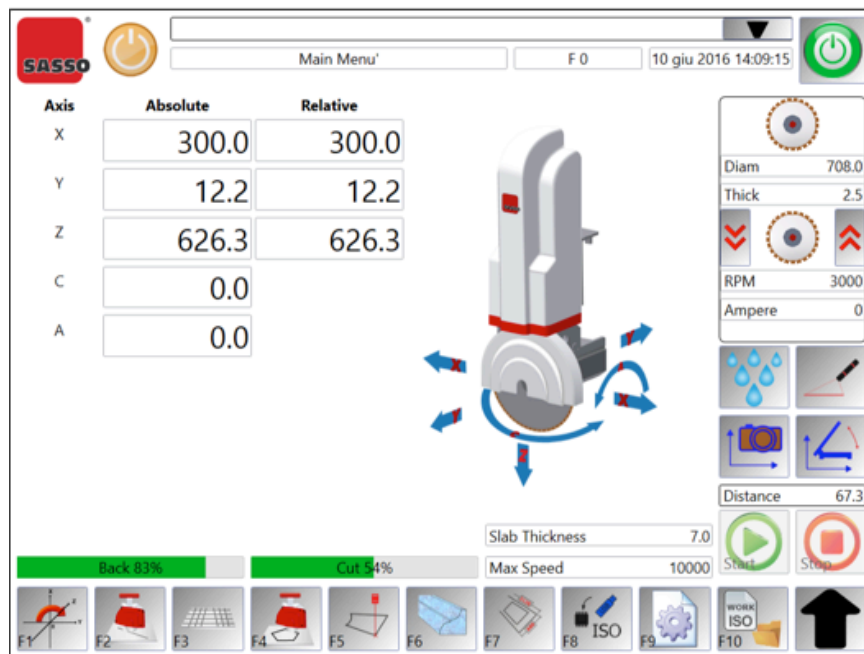 SASSO
Main Menu'
F 0
10 giu 2016 14:09:15
Axis Absolute Relative
X 300.0 300.0
Y 12.2 12.2
Z 626.3 626.3
C 0.0
A 0.0
Diam 708.0
Thick 2.5
RPM 3000
Ampere 0
Y
X
X
Y
Z
Distance 67.3
Slab Thickness 7.0
Back 83%
Cut 54%
Max Speed 10000
Start
Stop
F1
F2
F3
F4
F5
F6
F7
F8 ISO
F9
WORK
ISO
F10